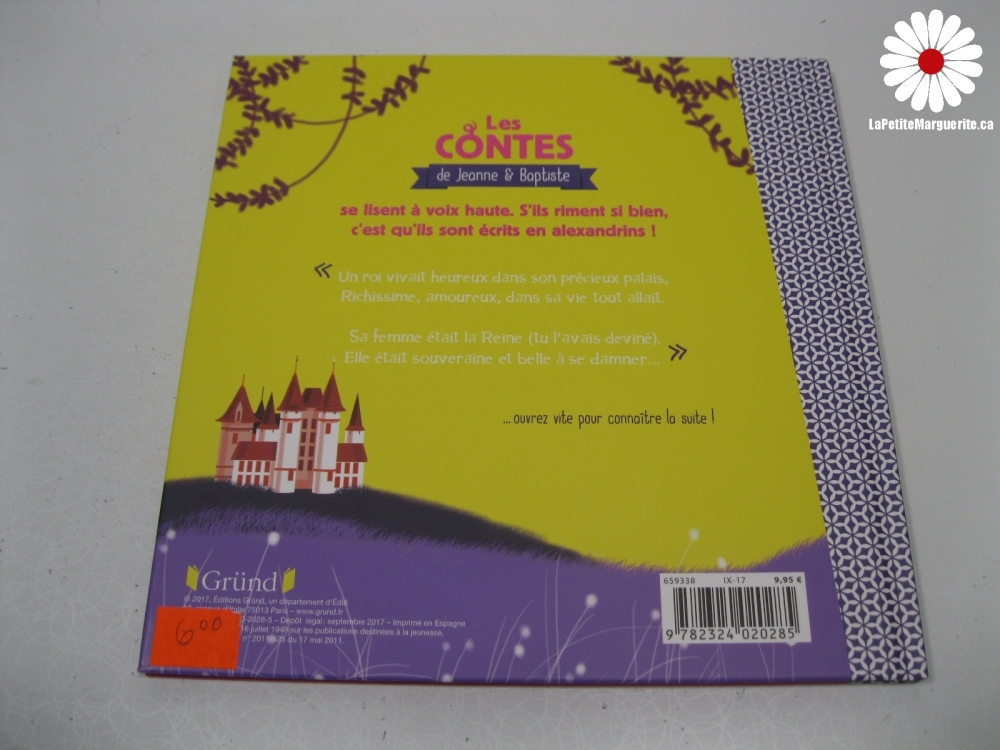 LaPetiteMarguerite.ca
Les
CONTES
de Jeanne & Baptiste
se lisent à voix haute. S'ils riment si bien,
c'est qu'ils sont écrits en alexandrins !
« Un roi vivait heureux dans son précieux palais,
Richissime, amoureux, dans sa vie tout allait.
Sa femme était la Reine (tu l'avais deviné).
Elle était souveraine et belle à se damner... »
... ouvrez vite pour connaître la suite !
Gründ
© 2017, Éditions Gründ, un département d'Édi8
75013 Paris – www.grund.fr
-2028-5 – Dépôt légal : septembre 2017 – Imprimé en Espagne
juillet 1949 sur les publications destinées à la jeunesse,
du 17 mai 2011.
6 00
659338 IX-17 9,95 €
9 782324 020285